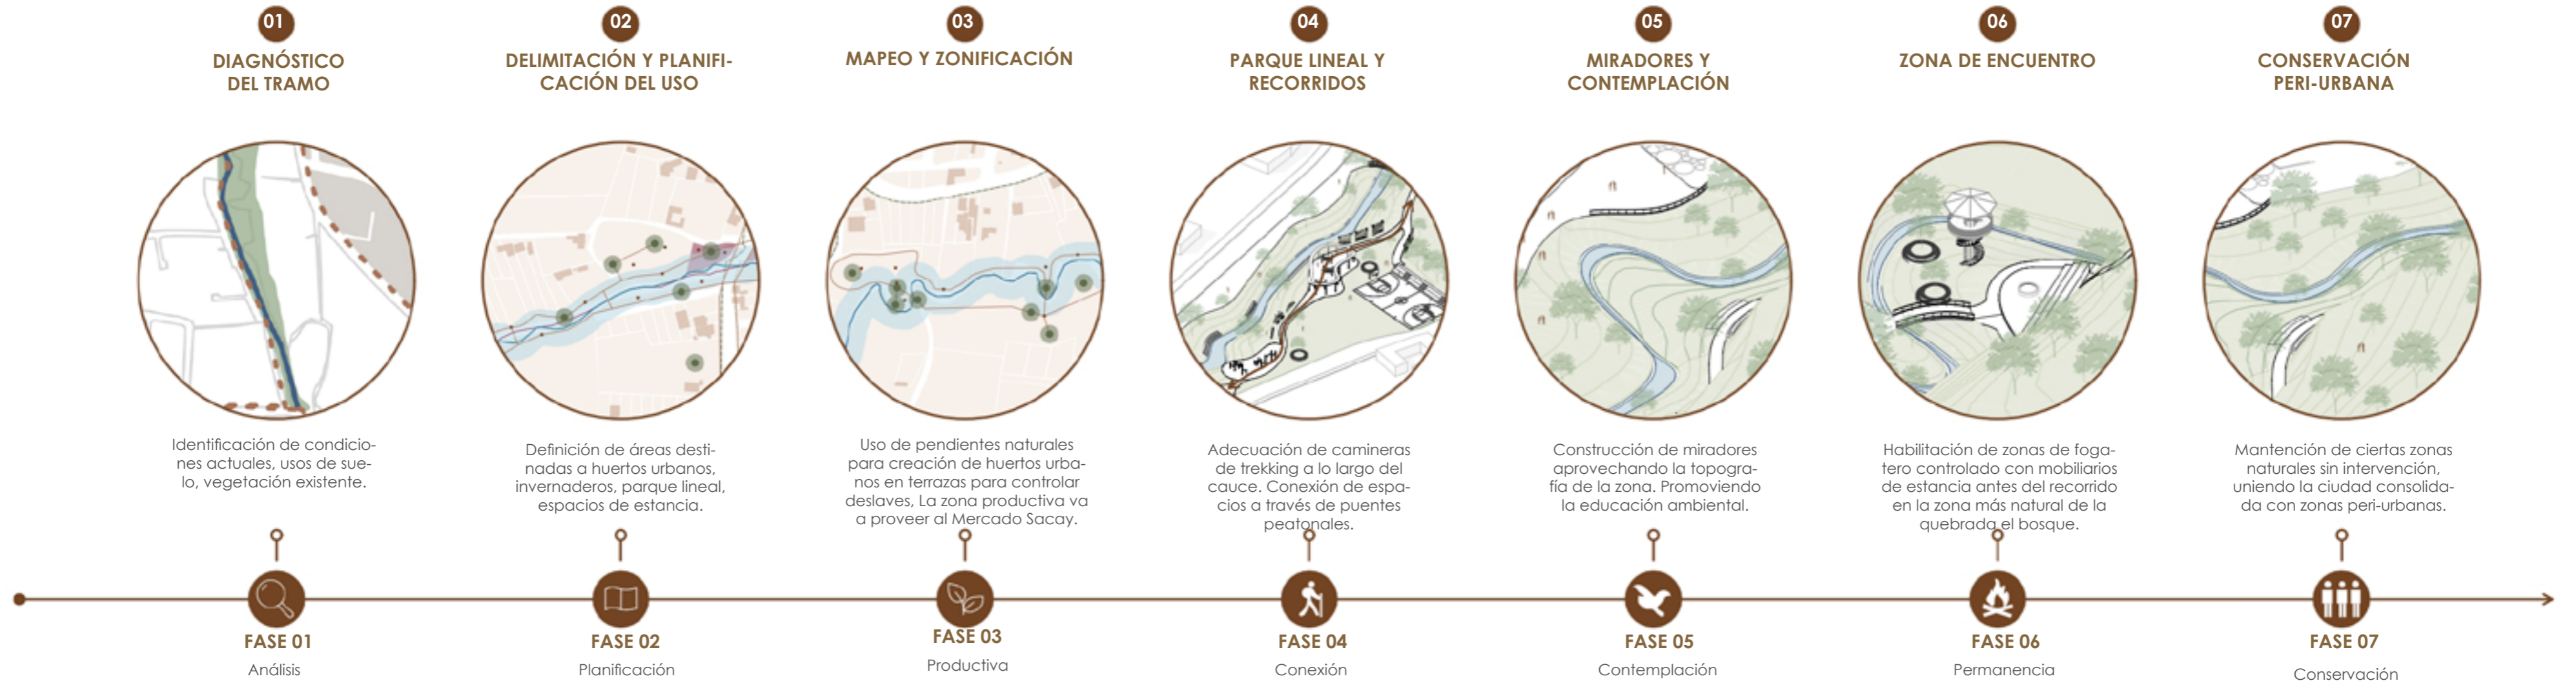 01
DIAGNÓSTICO
DEL TRAMO
Identificación de condicio-
nes actuales, usos de sue-
lo, vegetación existente.
FASE 01
Análisis
02
DELIMITACIÓN Y PLANIFI-
CACIÓN DEL USO
Definición de áreas desti-
nadas a huertos urbanos,
invernaderos, parque lineal,
espacios de estancia.
FASE 02
Planificación
03
MAPEO Y ZONIFICACIÓN
Uso de pendientes naturales
para creación de huertos urba-
nos en terrazas para controlar
deslaves, La zona productiva va
a proveer al Mercado Sacay.
FASE 03
Productiva
04
PARQUE LINEAL Y
RECORRIDOS
Adecuación de camineras
de trekking a lo largo del
cauce. Conexión de espa-
cios a través de puentes
peatonales.
FASE 04
Conexión
05
MIRADORES Y
CONTEMPLACIÓN
Construcción de miradores
aprovechando la topogra-
fía de la zona. Promoviendo
la educación ambiental.
FASE 05
Contemplación
06
ZONA DE ENCUENTRO
Habilitación de zonas de foga-
tero controlado con mobiliarios
de estancia antes del recorrido
en la zona más natural de la
quebrada el bosque.
FASE 06
Permanencia
07
CONSERVACIÓN
PERI-URBANA
Mantención de ciertas zonas
naturales sin intervención,
uniendo la ciudad consolida-
da con zonas peri-urbanas.
FASE 07
Conservación